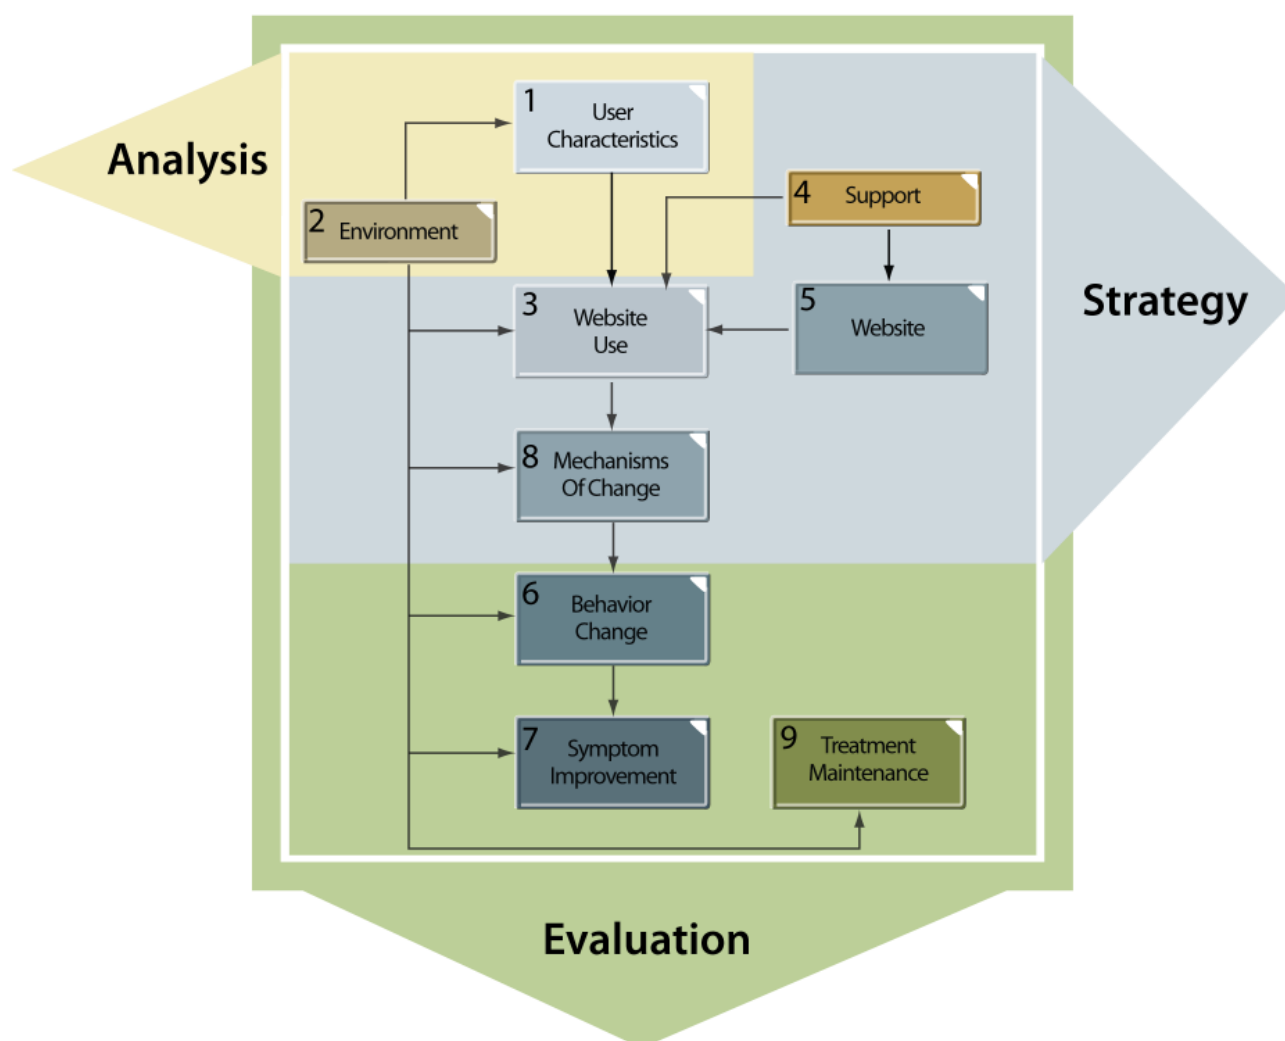 1
User
Characteristics
Analysis
4
Support
2
Environment
3
Website
Use
5
Website
Strategy
8
Mechanisms
Of Change
6
Behavior
Change
7
Symptom
Improvement
9
Treatment
Maintenance
Evaluation